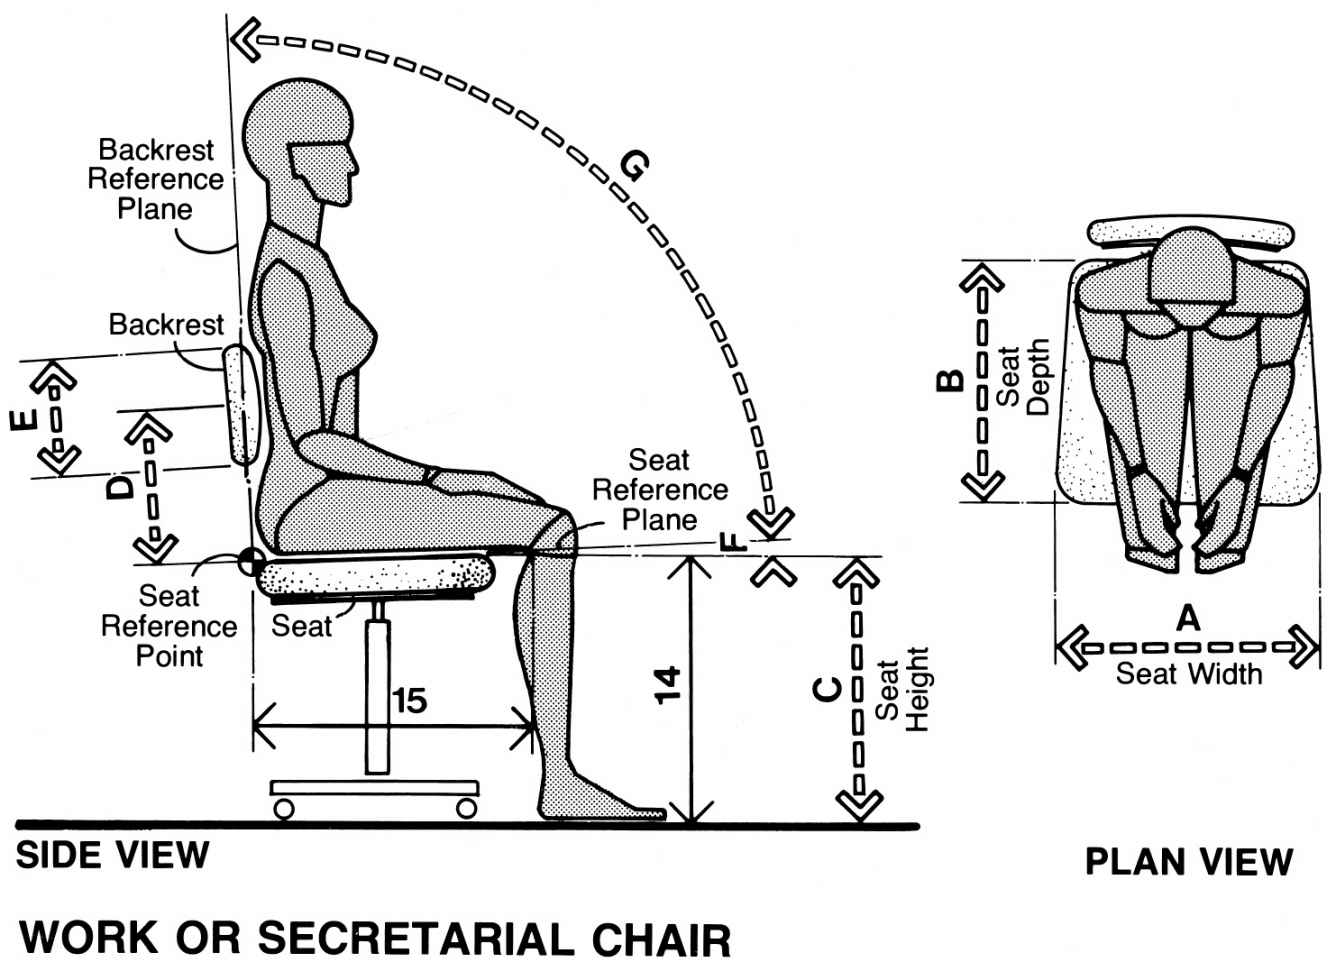 G
Backrest
Reference
Plane
Backrest
E
D
Seat
Reference
Plane
F
Seat
Reference
Point
Seat
15
14
C
Seat
Height
B
Seat
Depth
A
Seat Width
SIDE VIEW
PLAN VIEW
WORK OR SECRETARIAL CHAIR